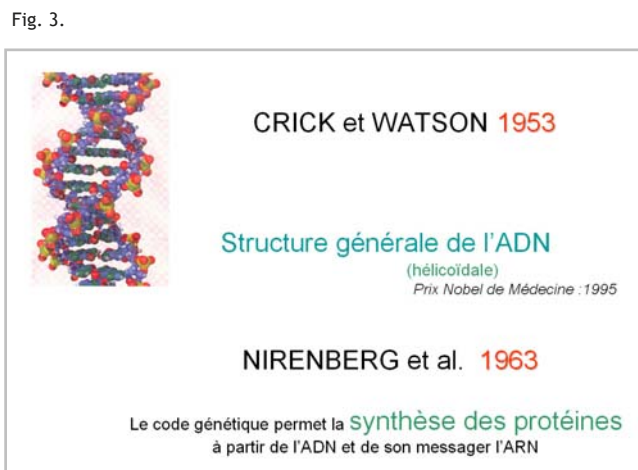 Fig. 3.
CRICK et WATSON 1953
Structure générale de l'ADN
(hélicoïdale)
Prix Nobel de Médecine : 1995
NIRENBERG et al. 1963
Le code génétique permet la synthèse des protéines
à partir de l'ADN et de son messager l'ARN